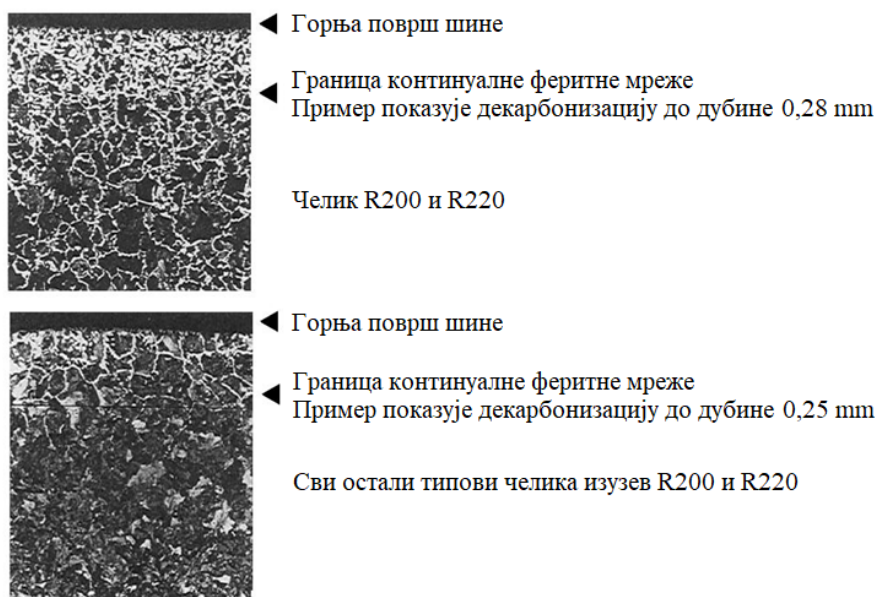 Горња површ шине
Граница континуалне феритне мреже
Пример показује декарбонизацију до дубине 0,28 mm
Челик R200 и R220
Горња површ шине
Граница континуалне феритне мреже
Пример показује декарбонизацију до дубине 0,25 mm
Сви остали типови челика изузев R200 и R220